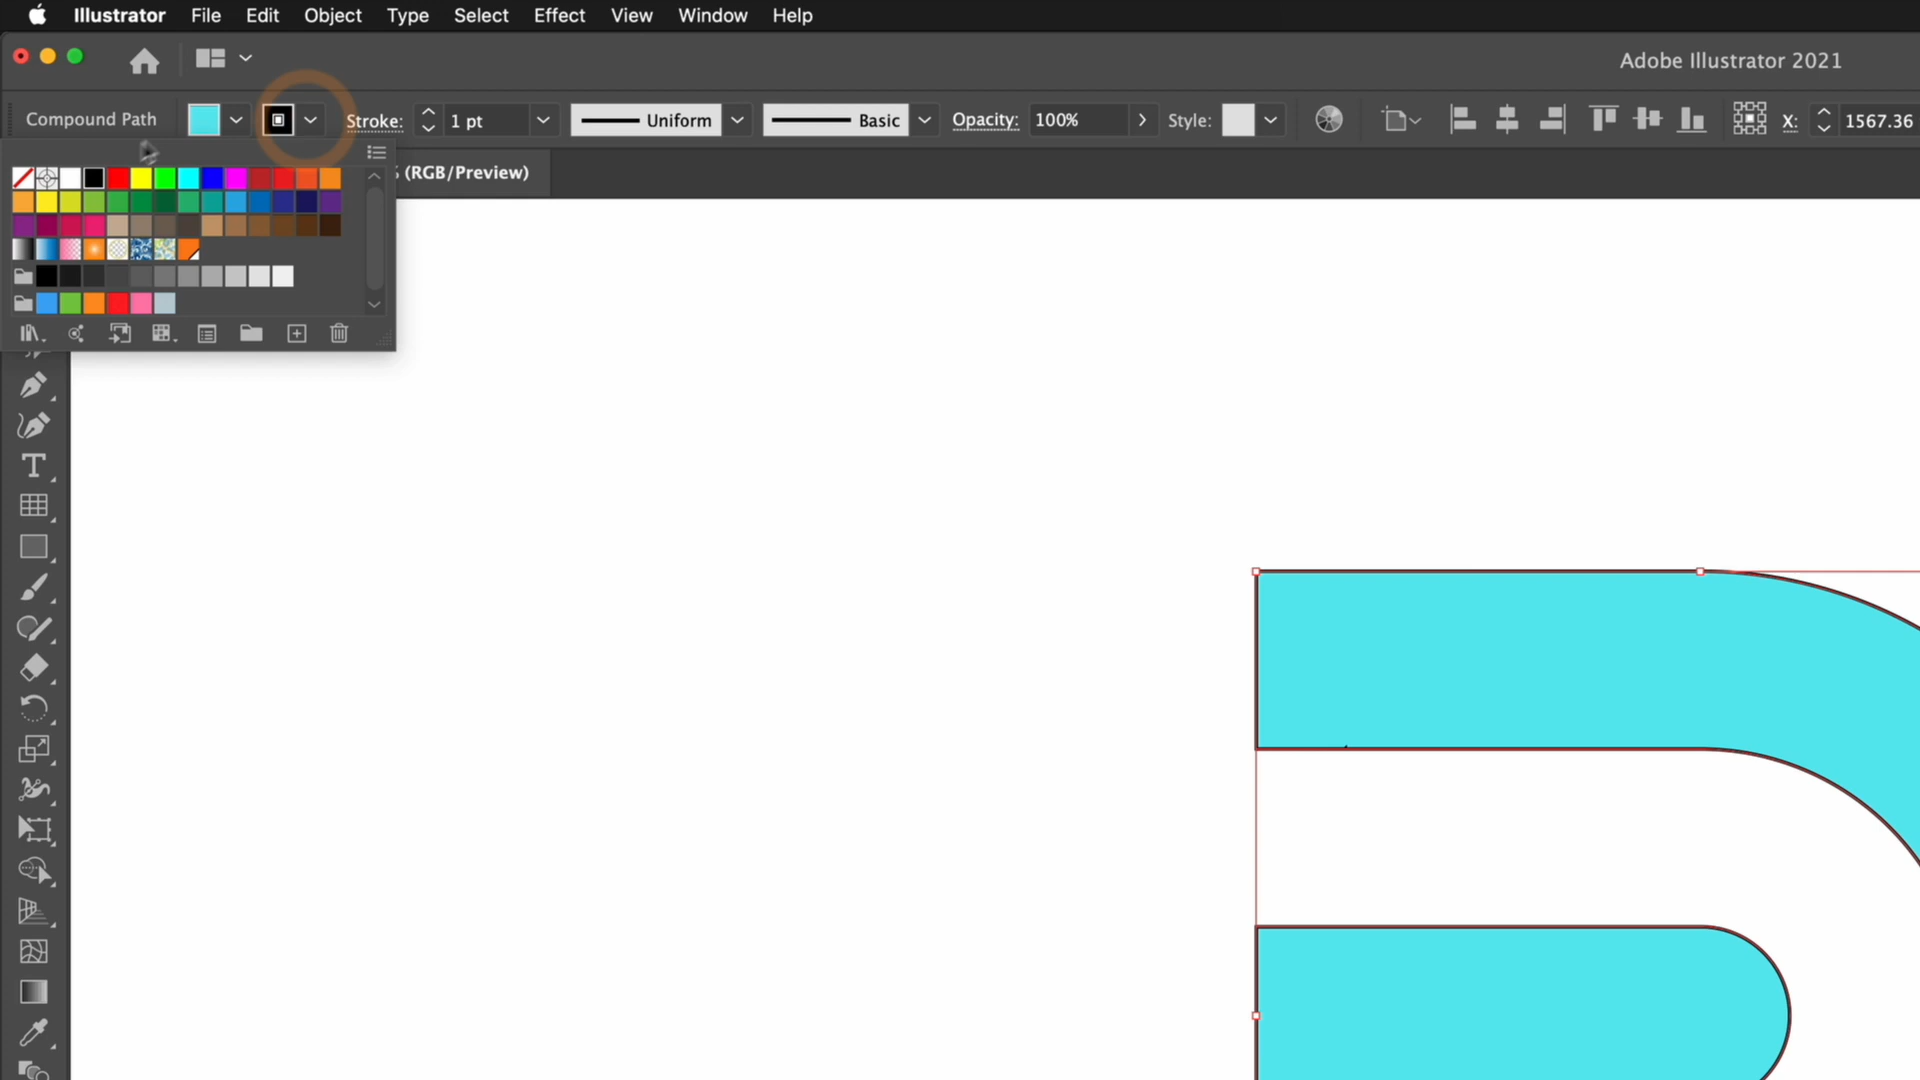 Illustrator File Edit Object Type Select Effect View Window Help
Adobe Illustrator 2021
Compound Path Stroke: 1 pt Uniform Basic Opacity: 100% Style: X: 1567.36
(RGB/Preview)